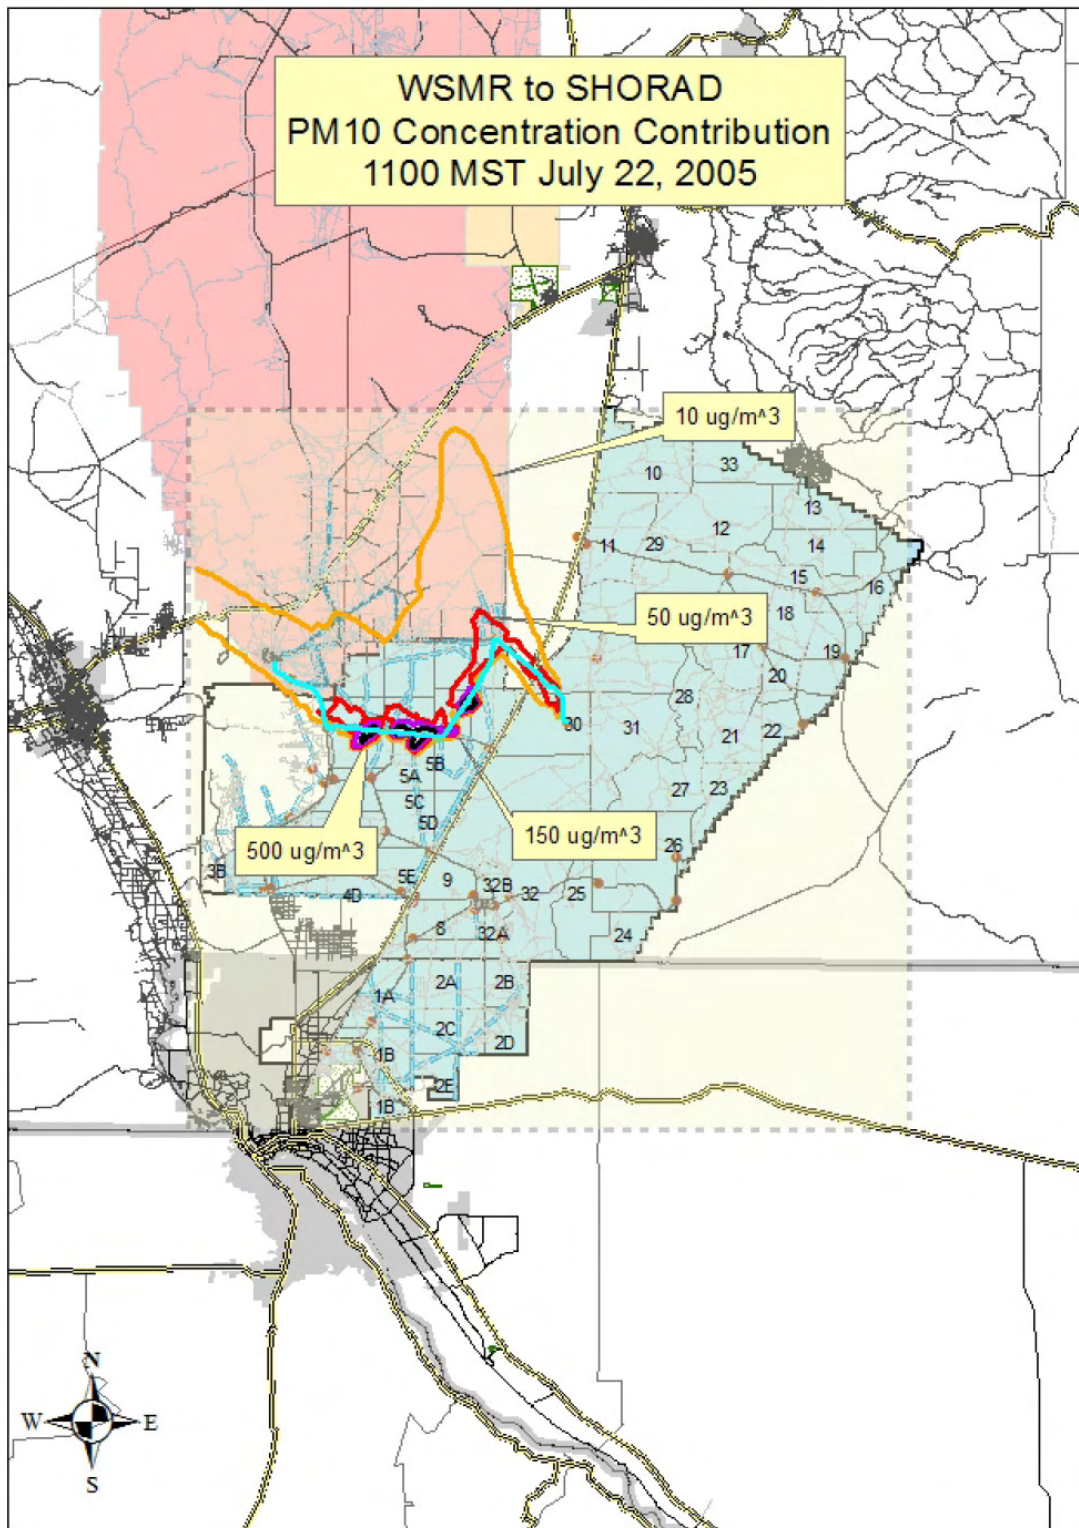 WSMR to SHORAD
PM10 Concentration Contribution
1100 MST July 22, 2005
10 ug/m^3
10
33
13
12
11
29
14
15
16
50 ug/m^3
18
17
19
20
28
30
31
21
22
5B
5A
27
23
5C
5D
150 ug/m^3
500 ug/m^3
26
3B
5E
9
32B
4D
32
25
8
32A
24
2A
2B
1A
2C
2D
1B
2E
1B
N
W
E
S